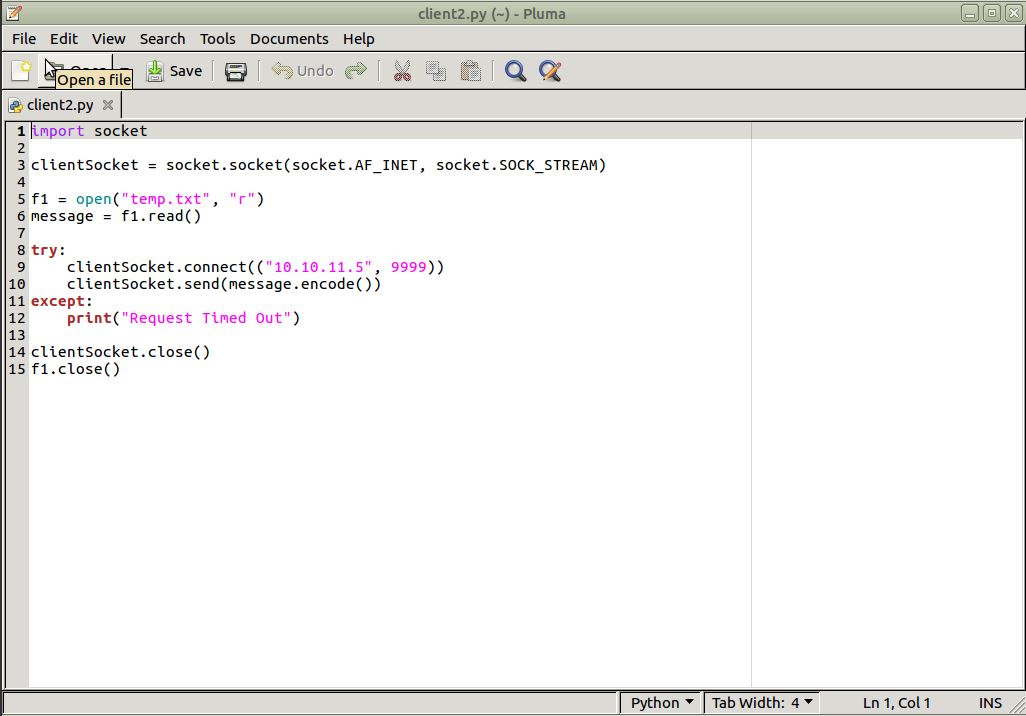 client2.py (~) - Pluma
File Edit View Search Tools Documents Help
Save Undo
Open a file
client2.py
1 import socket
2
3 clientSocket = socket.socket(socket.AF_INET, socket.SOCK_STREAM)
4
5 f1 = open("temp.txt", "r")
6 message = f1.read()
7
8 try:
9     clientSocket.connect(("10.10.11.5", 9999))
10     clientSocket.send(message.encode())
11 except:
12     print("Request Timed Out")
13
14 clientSocket.close()
15 f1.close()
Python Tab Width: 4 Ln 1, Col 1 INS